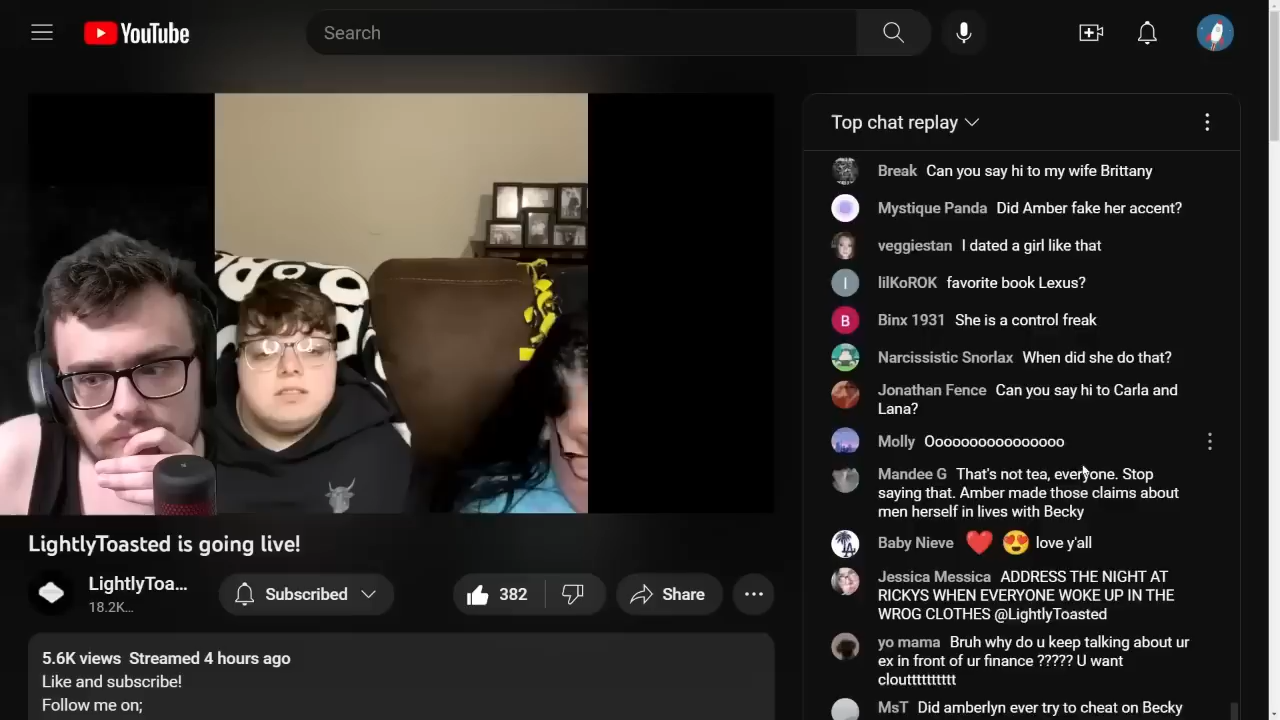 YouTube
Search
Top chat replay
Break Can you say hi to my wife Brittany
Mystique Panda Did Amber fake her accent?
veggiestan I dated a girl like that
I
lilKoROK favorite book Lexus?
B
Binx 1931 She is a control freak
Narcissistic Snorlax When did she do that?
Jonathan Fence Can you say hi to Carla and
Lana?
Molly Ooooooooooooooo
Mandee G That's not tea, everyone. Stop
saying that. Amber made those claims about
men herself in lives with Becky
Baby Nieve love y'all
Jessica Messica ADDRESS THE NIGHT AT
RICKYS WHEN EVERYONE WOKE UP IN THE
WROG CLOTHES @LightlyToasted
yo mama Bruh why do u keep talking about ur
ex in front of ur finance ????? U want
clouttttttttt
MsT Did amberlyn ever try to cheat on Becky
LightlyToasted is going live!
LightlyToa...
18.2K...
Subscribed
382
Share
5.6K views Streamed 4 hours ago
Like and subscribe!
Follow me on;